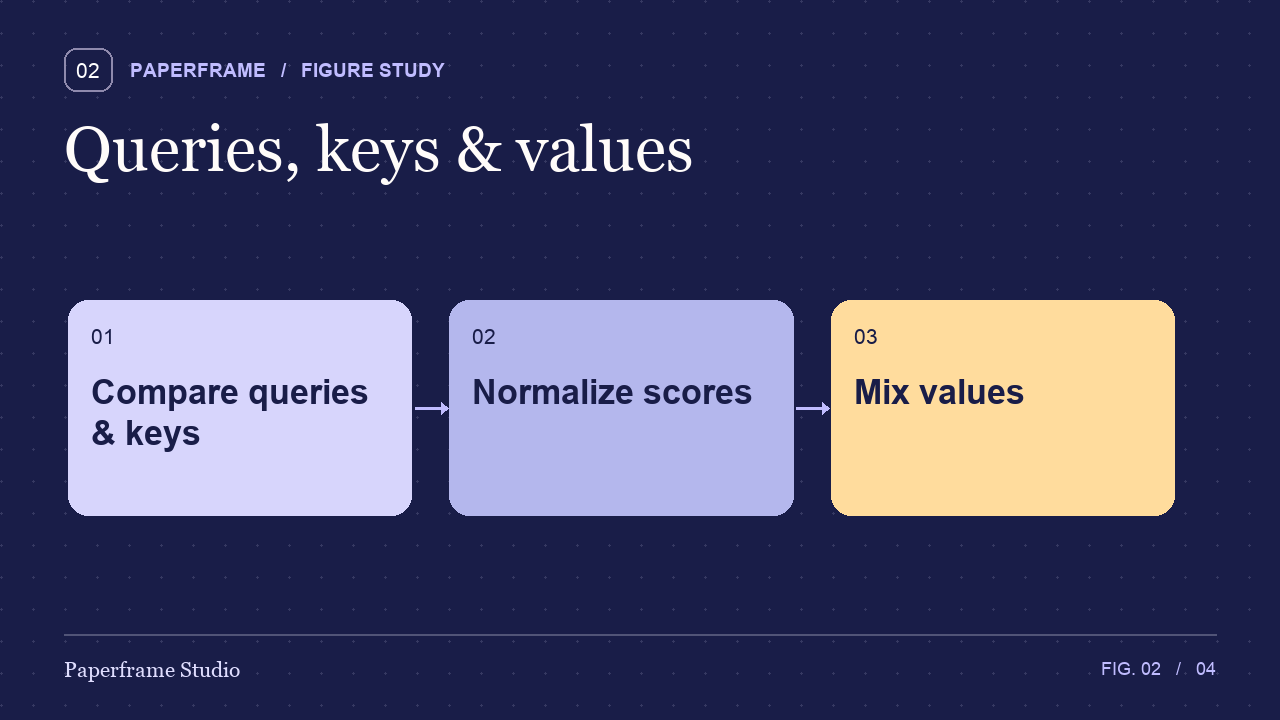 02
PAPERFRAME / FIGURE STUDY
Queries, keys & values
01
Compare queries
& keys
02
Normalize scores
03
Mix values
Paperframe Studio
FIG. 02 / 04